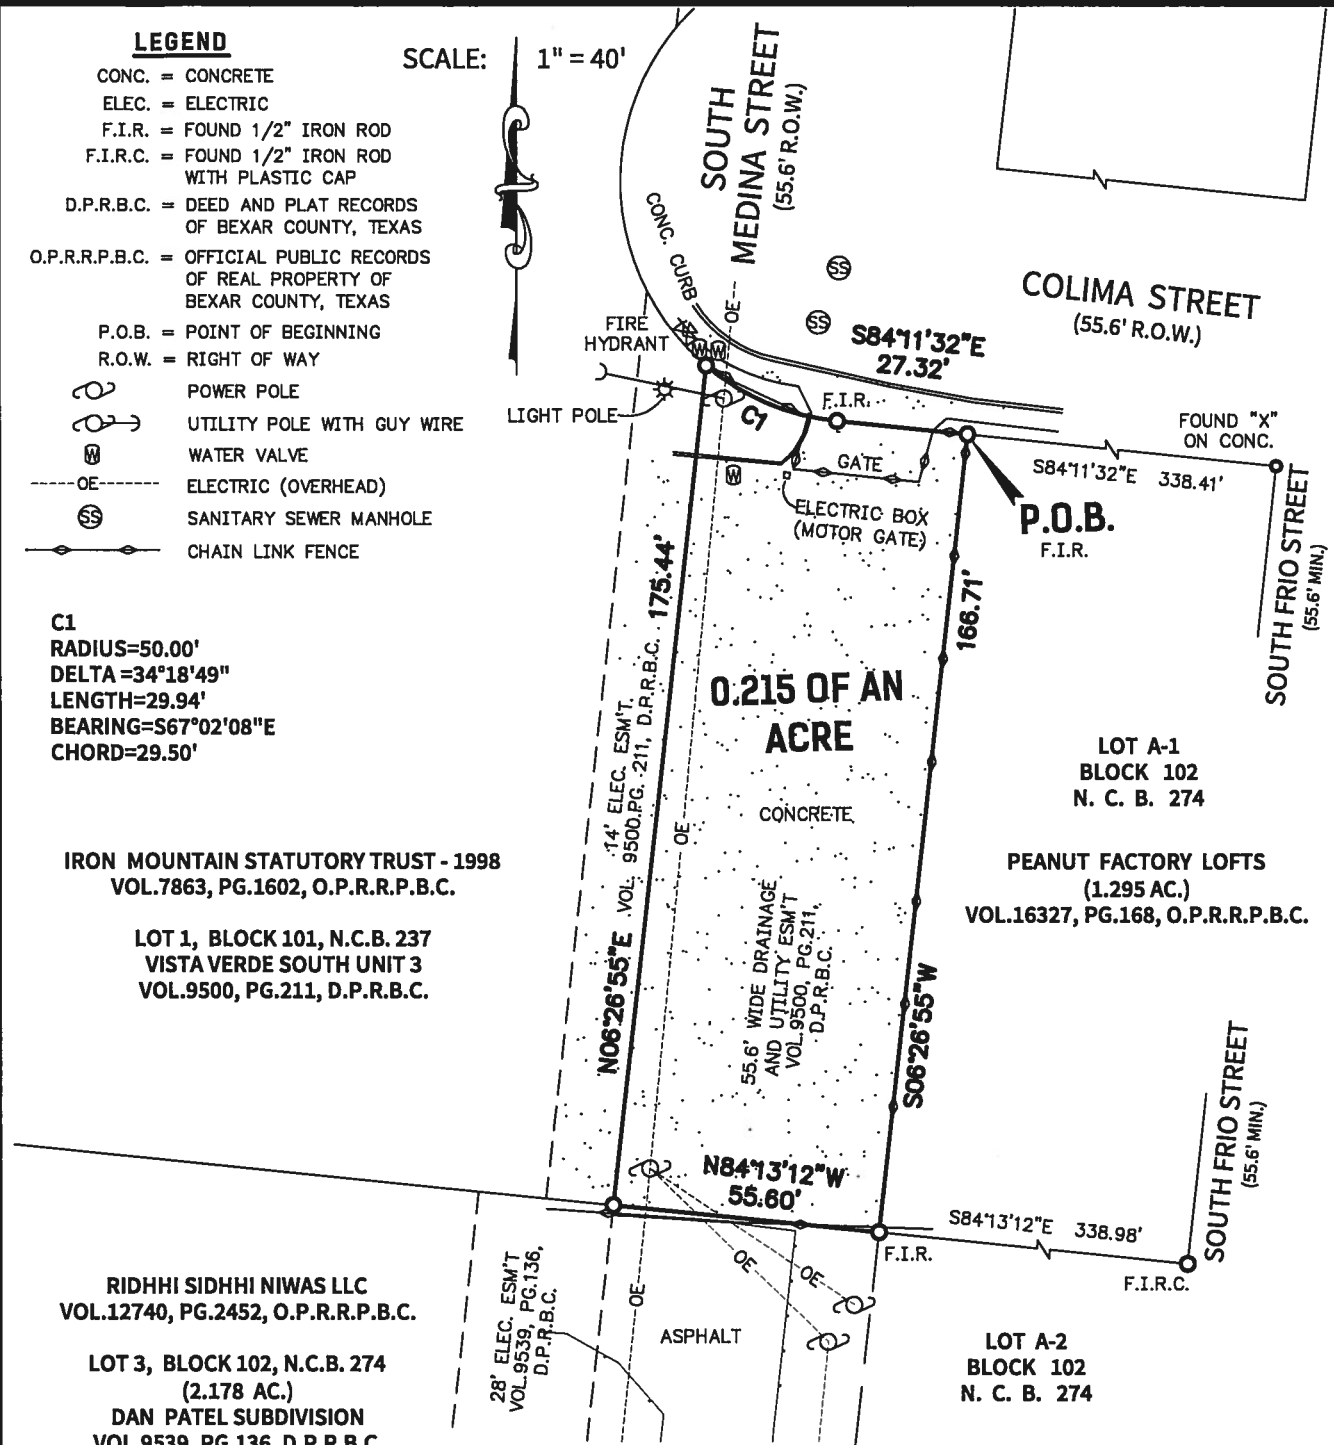 LEGEND
CONC. = CONCRETE
ELEC. = ELECTRIC
F.I.R. = FOUND 1/2" IRON ROD
F.I.R.C. = FOUND 1/2" IRON ROD
WITH PLASTIC CAP
D.P.R.B.C. = DEED AND PLAT RECORDS
OF BEXAR COUNTY, TEXAS
O.P.R.R.P.B.C. = OFFICIAL PUBLIC RECORDS
OF REAL PROPERTY OF
BEXAR COUNTY, TEXAS
P.O.B. = POINT OF BEGINNING
R.O.W. = RIGHT OF WAY
POWER POLE
UTILITY POLE WITH GUY WIRE
W WATER VALVE
OE ELECTRIC (OVERHEAD)
SS SANITARY SEWER MANHOLE
CHAIN LINK FENCE
SCALE: 1" = 40'
C1
RADIUS=50.00'
DELTA =34°18'49"
LENGTH=29.94'
BEARING=S67°02'08"E
CHORD=29.50'
IRON MOUNTAIN STATUTORY TRUST - 1998
VOL.7863, PG.1602, O.P.R.R.P.B.C.
LOT 1, BLOCK 101, N.C.B. 237
VISTA VERDE SOUTH UNIT 3
VOL.9500, PG.211, D.P.R.B.C.
RIDHHI SIDHHI NIWAS LLC
VOL.12740, PG.2452, O.P.R.R.P.B.C.
LOT 3, BLOCK 102, N.C.B. 274
(2.178 AC.)
DAN PATEL SUBDIVISION
VOL.9539, PG.136, D.P.R.B.C.
SOUTH
MEDINA STREET
(55.6' R.O.W.)
CONC. CURB
OE
SS
SS
COLIMA STREET
(55.6' R.O.W.)
FIRE
HYDRANT
W W
LIGHT POLE
S84°11'32"E
27.32'
C1
F.I.R.
FOUND "X"
ON CONC.
S84°11'32"E 338.41'
GATE
W
ELECTRIC BOX
(MOTOR GATE)
P.O.B.
F.I.R.
SOUTH FRIO STREET
(55.6' MIN.)
175.44'
N06°26'55"E
14' ELEC. ESM'T.
VOL. 9500.PG. 211, D.P.R.B.C.
OE
166.71'
S06°26'55"W
0.215 OF AN
ACRE
CONCRETE
55.6' WIDE DRAINAGE
AND UTILITY ESM'T
VOL.9500, PG.211,
D.P.R.B.C.
LOT A-1
BLOCK 102
N. C. B. 274
PEANUT FACTORY LOFTS
(1.295 AC.)
VOL.16327, PG.168, O.P.R.R.P.B.C.
N84°13'12"W
55.60'
F.I.R.
S84°13'12"E 338.98'
F.I.R.C.
SOUTH FRIO STREET
(55.6' MIN.)
28' ELEC. ESM'T
VOL.9539, PG.136,
D.P.R.B.C.
OE
OE
OE
ASPHALT
LOT A-2
BLOCK 102
N. C. B. 274